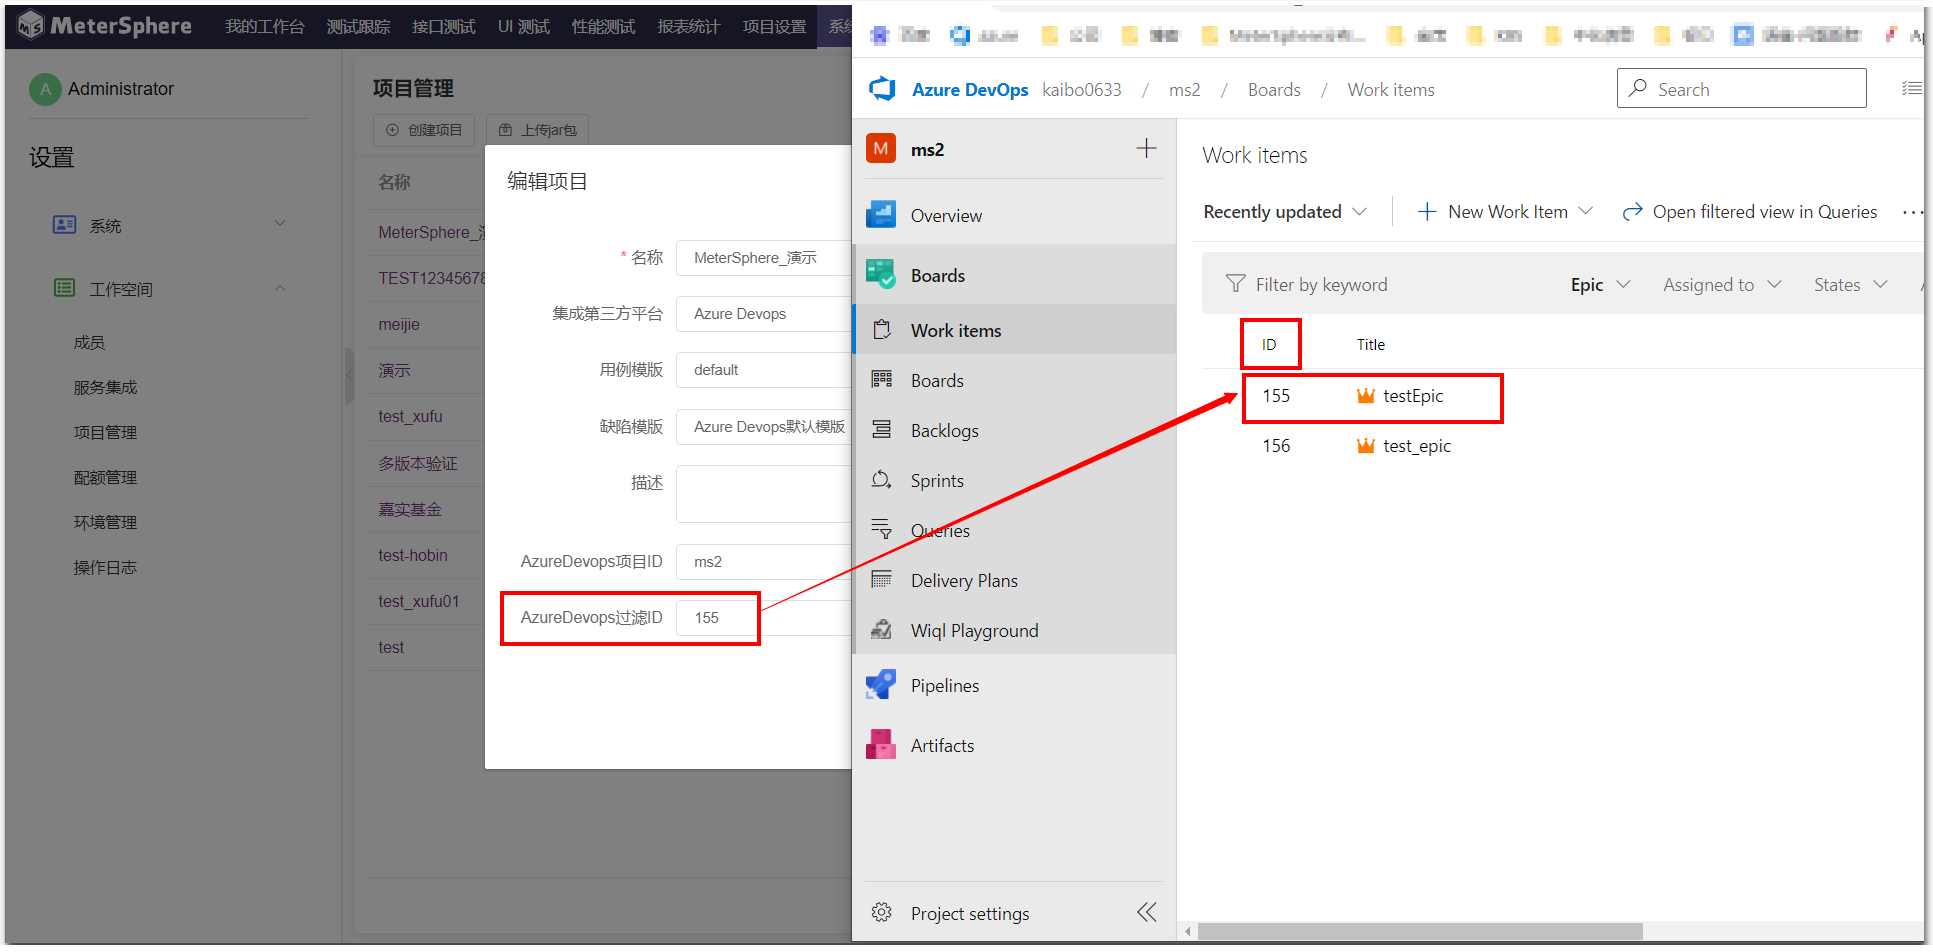 MeterSphere
我的工作台 测试跟踪 接口测试 UI 测试 性能测试 报表统计 项目设置
A Administrator
设置
系统
工作空间
成员
服务集成
项目管理
配额管理
环境管理
操作日志
项目管理
创建项目 上传jar包
名称
MeterSphere_
TEST12345678
meijie
演示
test_xufu
多版本验证
嘉实基金
test-hobin
test_xufu01
test
编辑项目
* 名称 MeterSphere_演示
集成第三方平台 Azure Devops
用例模版 default
缺陷模版 Azure Devops默认模版
描述
AzureDevops项目ID ms2
AzureDevops过滤ID 155
Azure DevOps kaibo0633 / ms2 / Boards / Work items
Search
M ms2
Overview
Boards
Work items
Boards
Backlogs
Sprints
Queries
Delivery Plans
Wiql Playground
Pipelines
Artifacts
Project settings
Work items
Recently updated New Work Item Open filtered view in Queries
Filter by keyword Epic Assigned to States
ID Title
155 testEpic
156 test_epic